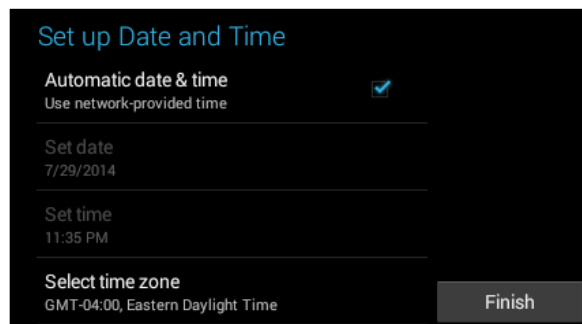 Set up Date and Time
Automatic date & time
Use network-provided time
Set date
7/29/2014
Set time
11:35 PM
Select time zone
GMT-04:00, Eastern Daylight Time
Finish